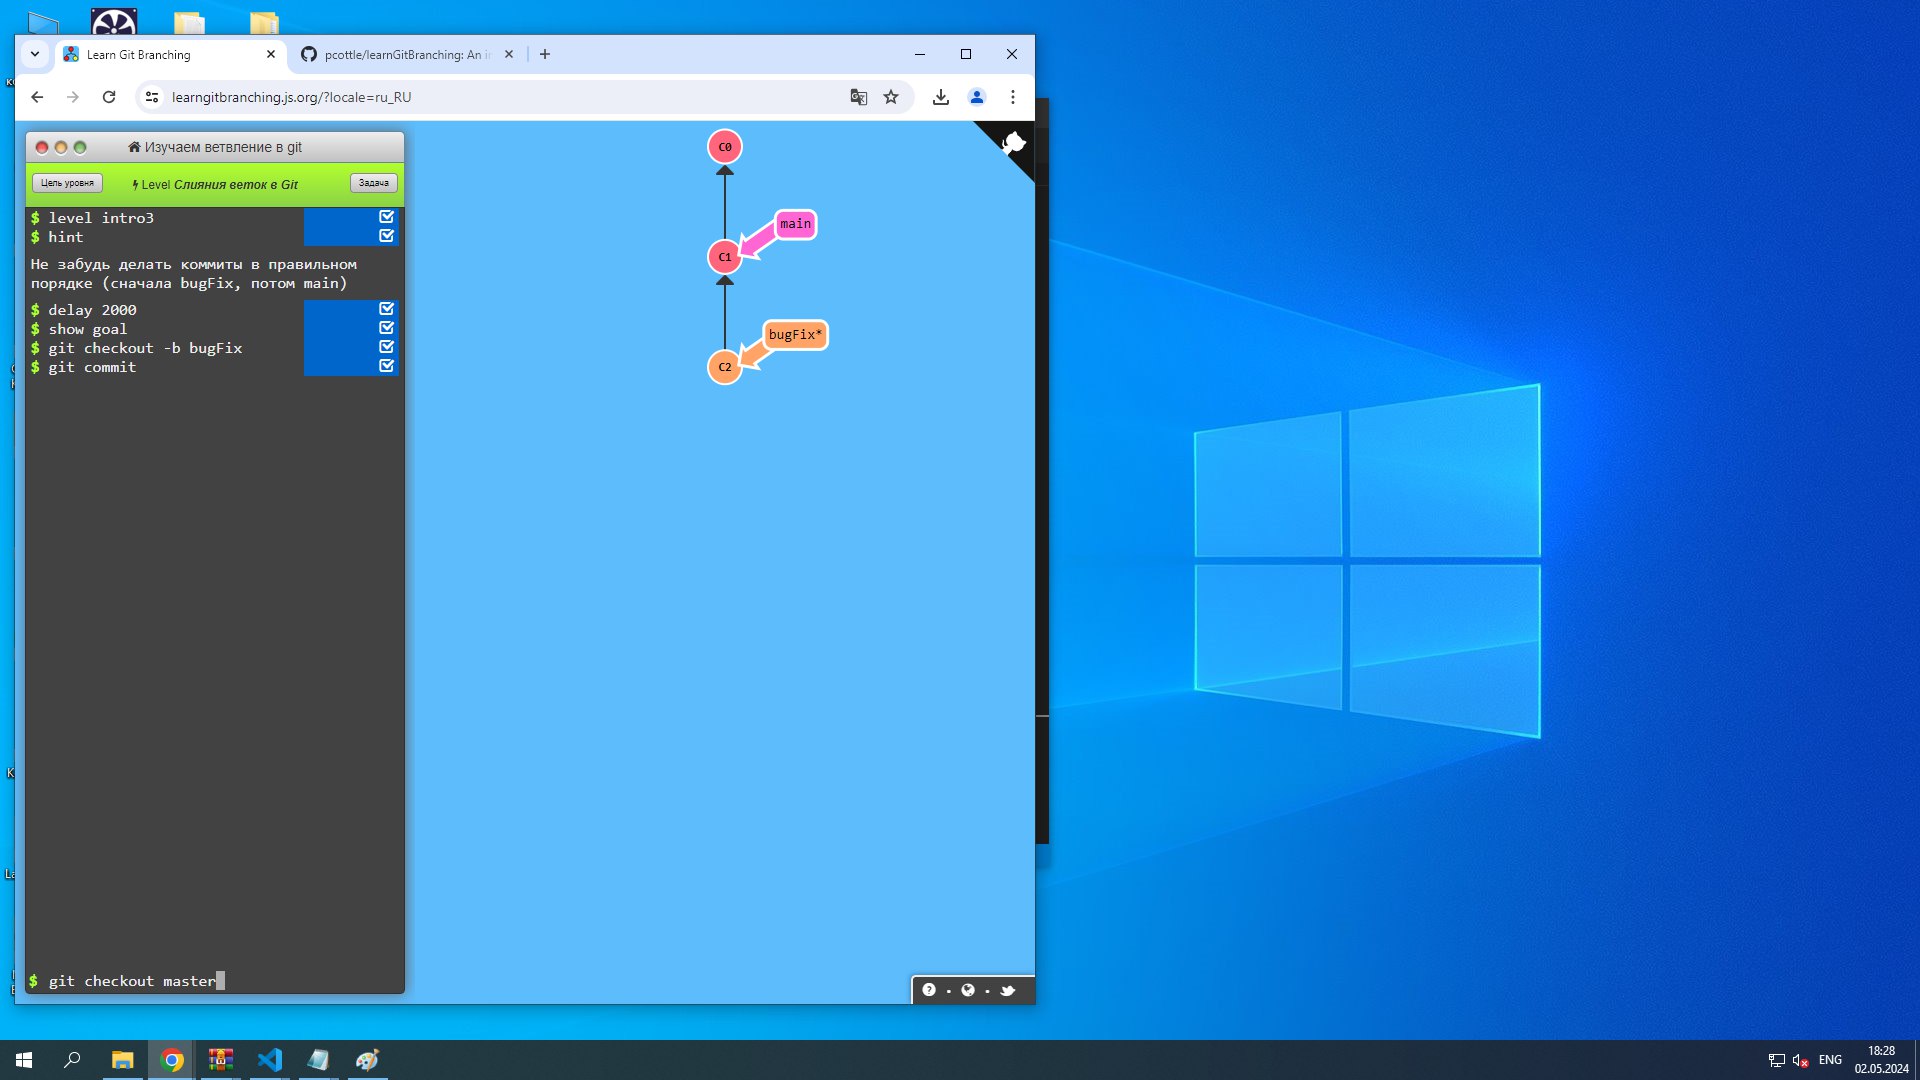 Learn Git Branching
pcottle/learnGitBranching: An i
learngitbranching.js.org/?locale=ru_RU
Изучаем ветвление в git
Цель уровня
Level Слияния веток в Git
Задача
$ level intro3
$ hint
Не забудь делать коммиты в правильном
порядке (сначала bugFix, потом main)
$ delay 2000
$ show goal
$ git checkout -b bugFix
$ git commit
$ git checkout master
C0
main
C1
bugFix*
C2
ENG
18:28
02.05.2024